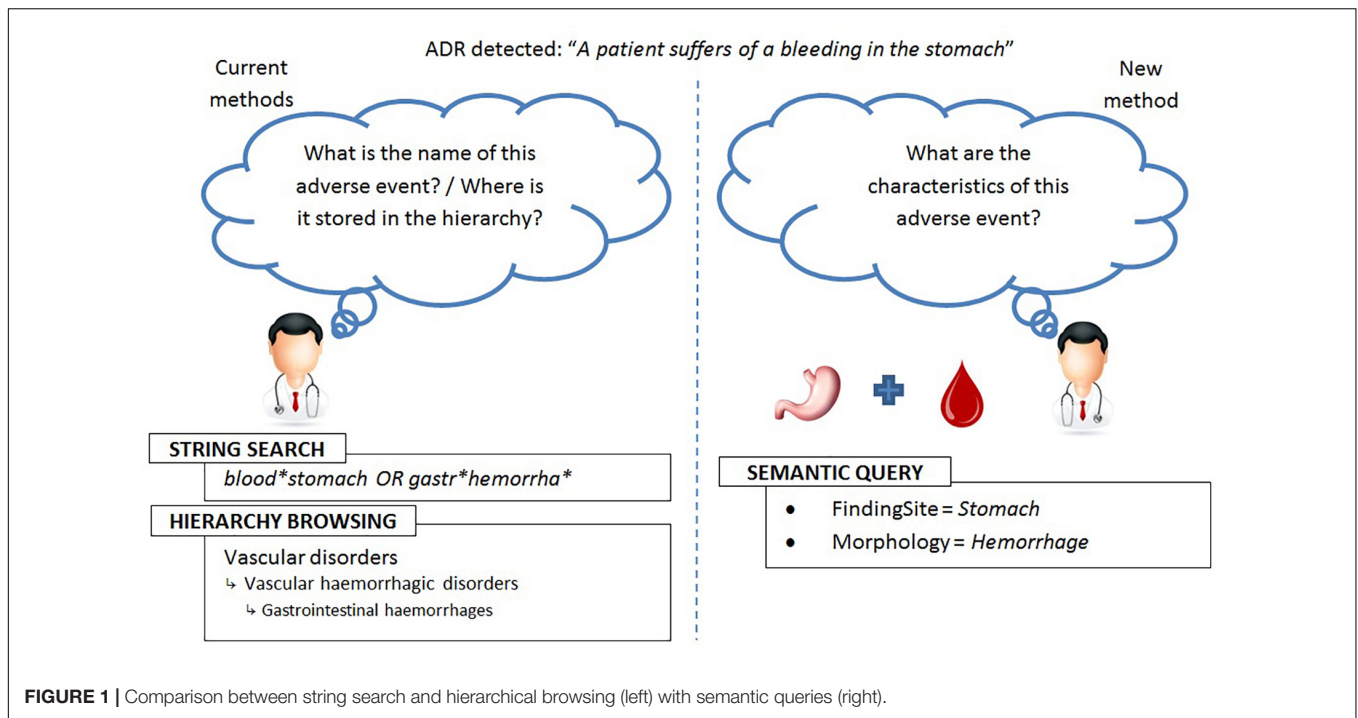 ADR detected: “A patient suffers of a bleeding in the stomach”
Current
methods
What is the name of this
adverse event? / Where is
it stored in the hierarchy?
STRING SEARCH
blood*stomach OR gastr*hemorrha*
HIERARCHY BROWSING
Vascular disorders
↳ Vascular haemorrhagic disorders
↳ Gastrointestinal haemorrhages
New
method
What are the
characteristics of this
adverse event?
SEMANTIC QUERY
• FindingSite = Stomach
• Morphology = Hemorrhage
FIGURE 1 | Comparison between string search and hierarchical browsing (left) with semantic queries (right).